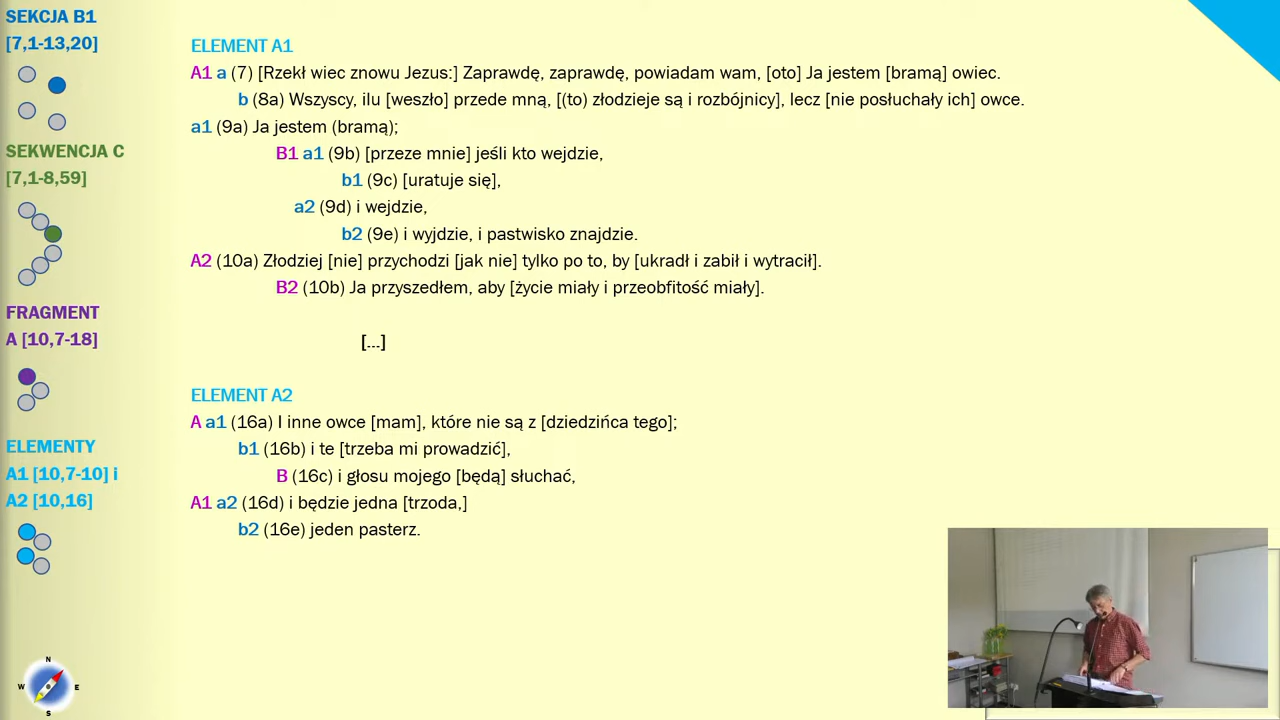 SEKCJA B1
[7,1-13,20]
SEKWENCJA C
[7,1-8,59]
FRAGMENT
A [10,7-18]
ELEMENTY
A1 [10,7-10] i
A2 [10,16]
N
W E
S
ELEMENT A1
A1 a (7) [Rzekł wiec znowu Jezus:] Zaprawdę, zaprawdę, powiadam wam, [oto] Ja jestem [bramą] owiec.
b (8a) Wszyscy, ilu [weszło] przede mną, [(to) złodzieje są i rozbójnicy], lecz [nie posłuchały ich] owce.
a1 (9a) Ja jestem (bramą);
B1 a1 (9b) [przeze mnie] jeśli kto wejdzie,
b1 (9c) [uratuje się],
a2 (9d) i wejdzie,
b2 (9e) i wyjdzie, i pastwisko znajdzie.
A2 (10a) Złodziej [nie] przychodzi [jak nie] tylko po to, by [ukradł i zabił i wytracił].
B2 (10b) Ja przyszedłem, aby [życie miały i przeobfitość miały].
[...]
ELEMENT A2
A a1 (16a) I inne owce [mam], które nie są z [dziedzińca tego];
b1 (16b) i te [trzeba mi prowadzić],
B (16c) i głosu mojego [będą] słuchać,
A1 a2 (16d) i będzie jedna [trzoda,]
b2 (16e) jeden pasterz.